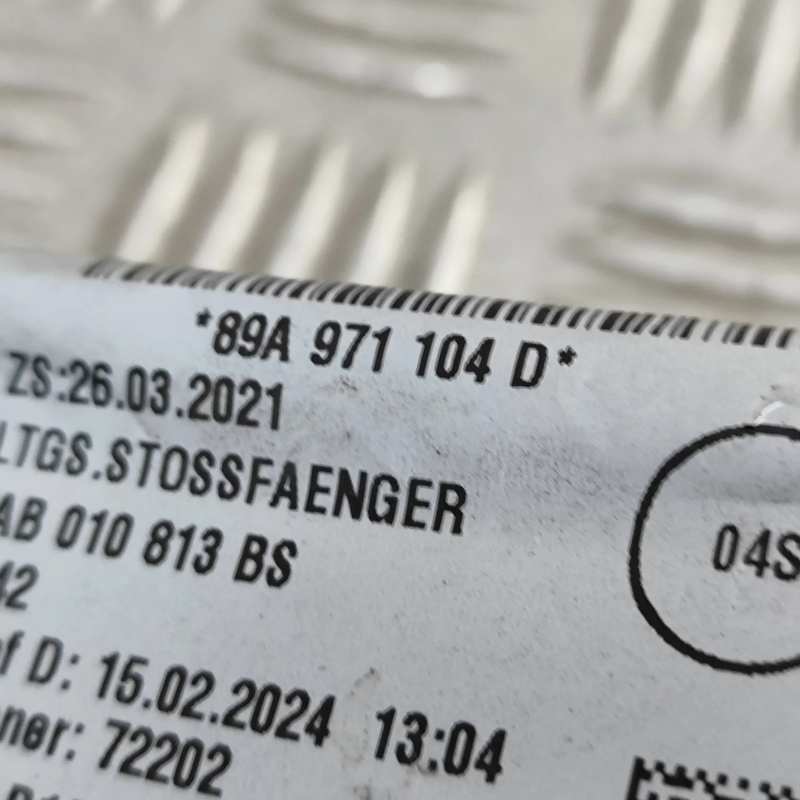 *89A 971 104 D*
ZS:26.03.2021
LTGS.STOSSFAENGER
AB 010 813 BS
42
04S
D: 15.02.2024 13:04
72202